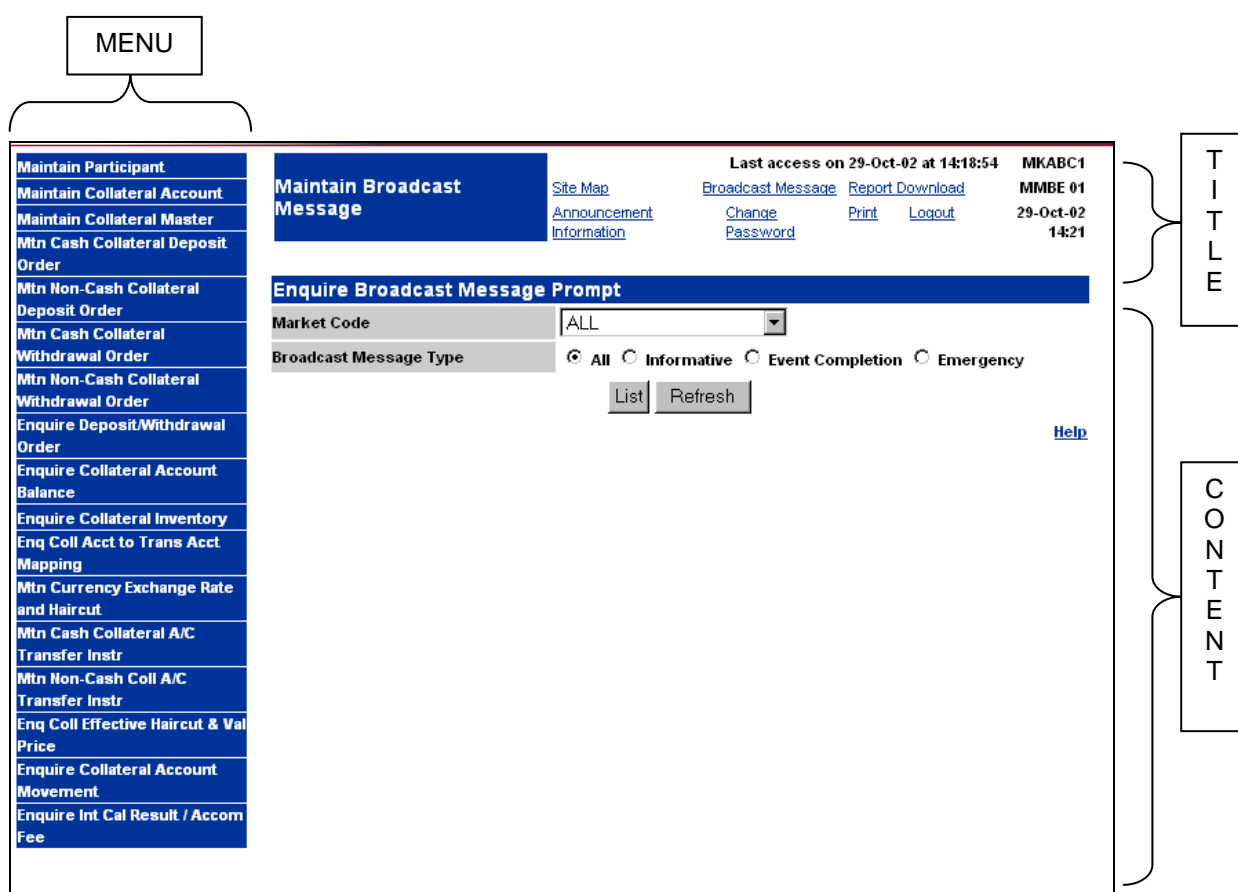 MENU
Maintain Participant
Maintain Collateral Account
Maintain Collateral Master
Mtn Cash Collateral Deposit
Order
Mtn Non-Cash Collateral
Deposit Order
Mtn Cash Collateral
Withdrawal Order
Mtn Non-Cash Collateral
Withdrawal Order
Enquire Deposit/Withdrawal
Order
Enquire Collateral Account
Balance
Enquire Collateral Inventory
Enq Coll Acct to Trans Acct
Mapping
Mtn Currency Exchange Rate
and Haircut
Mtn Cash Collateral A/C
Transfer Instr
Mtn Non-Cash Coll A/C
Transfer Instr
Enq Coll Effective Haircut & Val
Price
Enquire Collateral Account
Movement
Enquire Int Cal Result / Accom
Fee
Maintain Broadcast
Message
Last access on 29-Oct-02 at 14:18:54 MKABC1
Site Map Broadcast Message Report Download MMBE 01
Announcement Change Print Logout 29-Oct-02
Information Password 14:21
Enquire Broadcast Message Prompt
Market Code ALL
Broadcast Message Type All Informative Event Completion Emergency
List Refresh
Help
TITLE
CONTENT